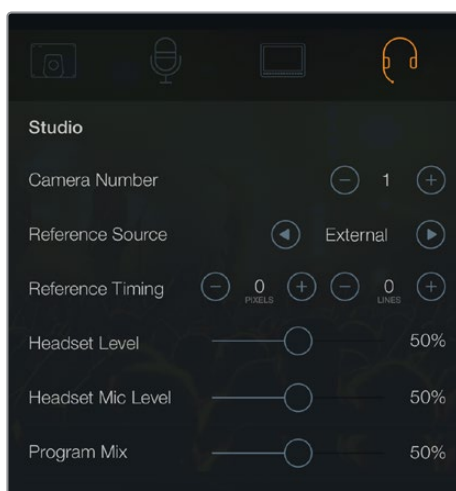 Studio
Camera Number − 1 +
Reference Source External
Reference Timing − 0 PIXELS + − 0 LINES +
Headset Level 50%
Headset Mic Level 50%
Program Mix 50%